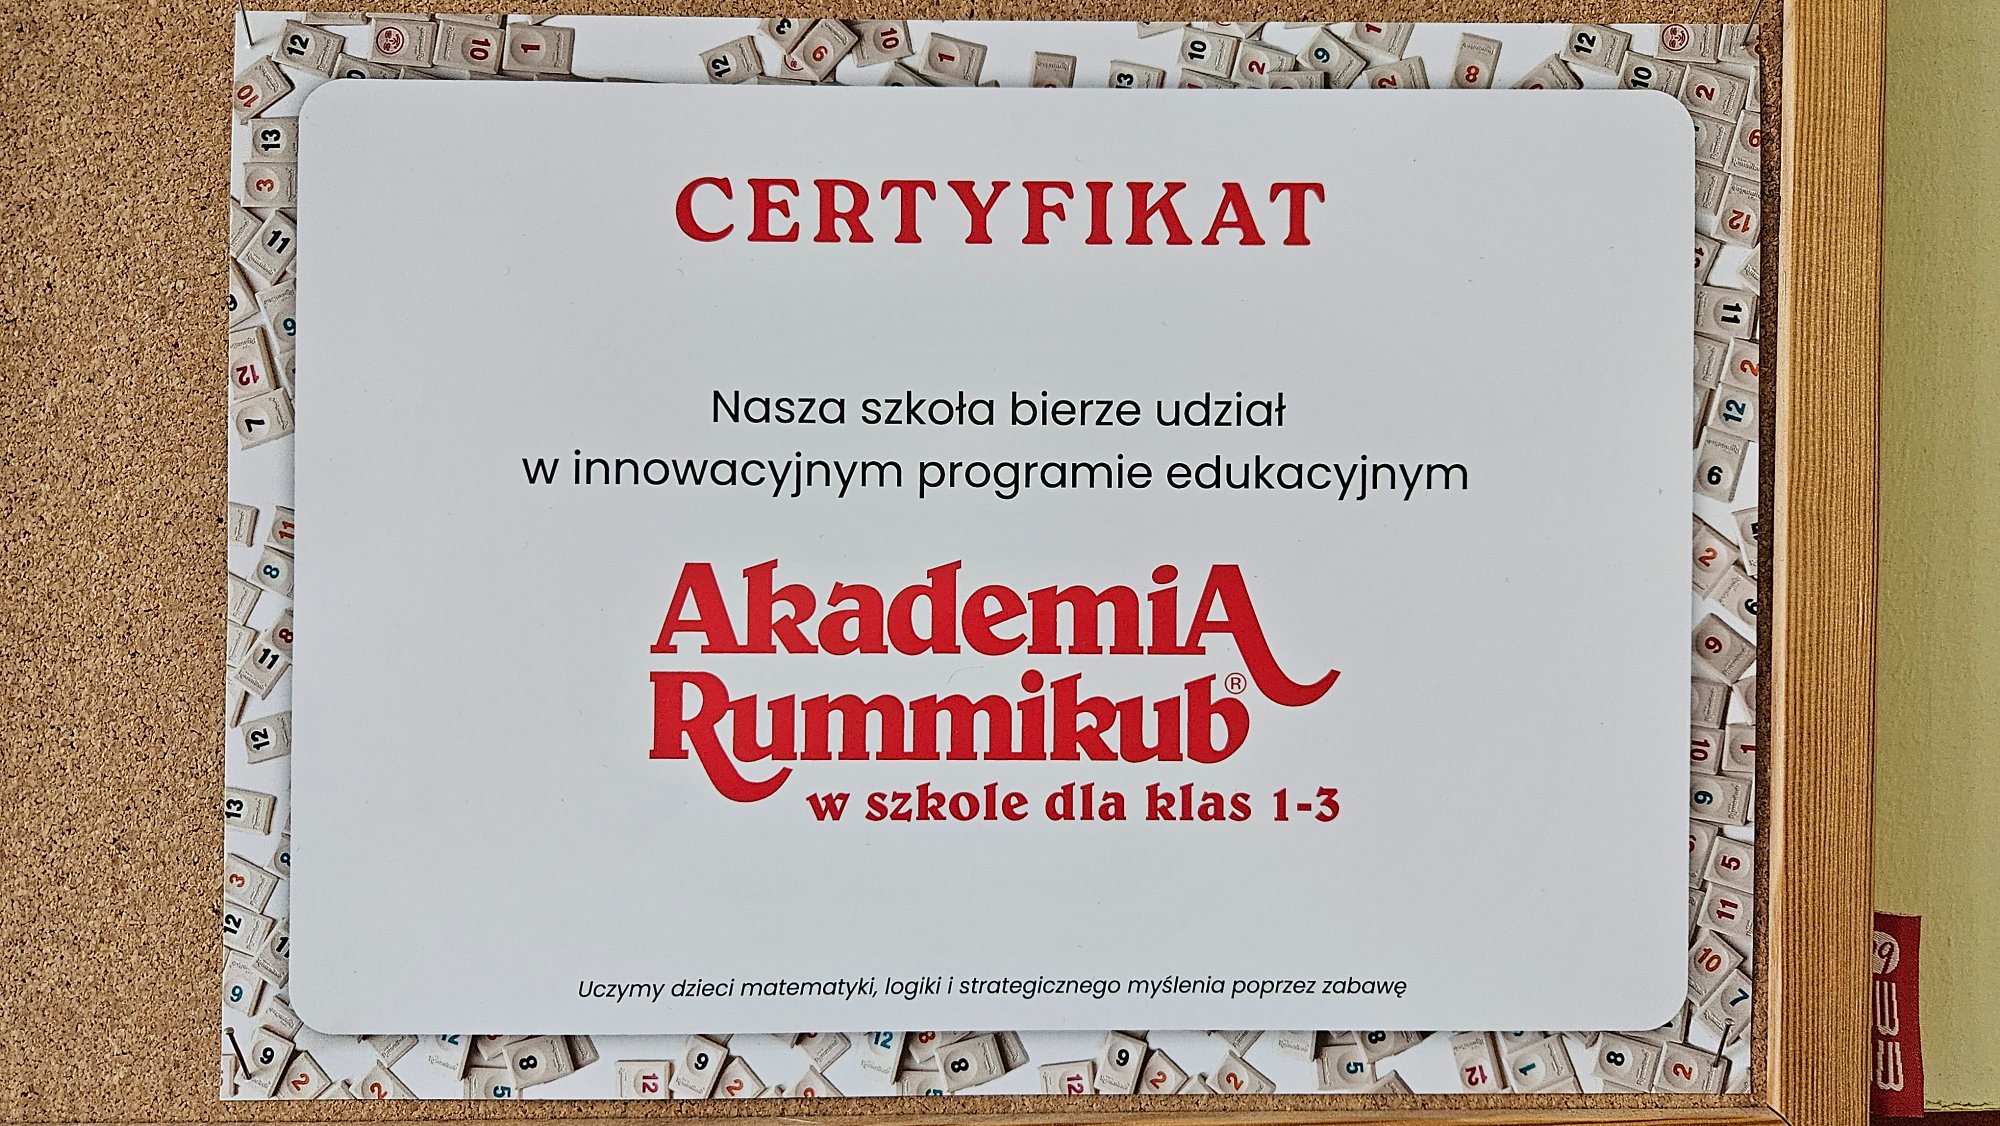 CERTYFIKAT
Nasza szkoła bierze udział
w innowacyjnym programie edukacyjnym
AkademiA
Rummikub®
w szkole dla klas 1-3
Uczymy dzieci matematyki, logiki i strategicznego myślenia poprzez zabawę